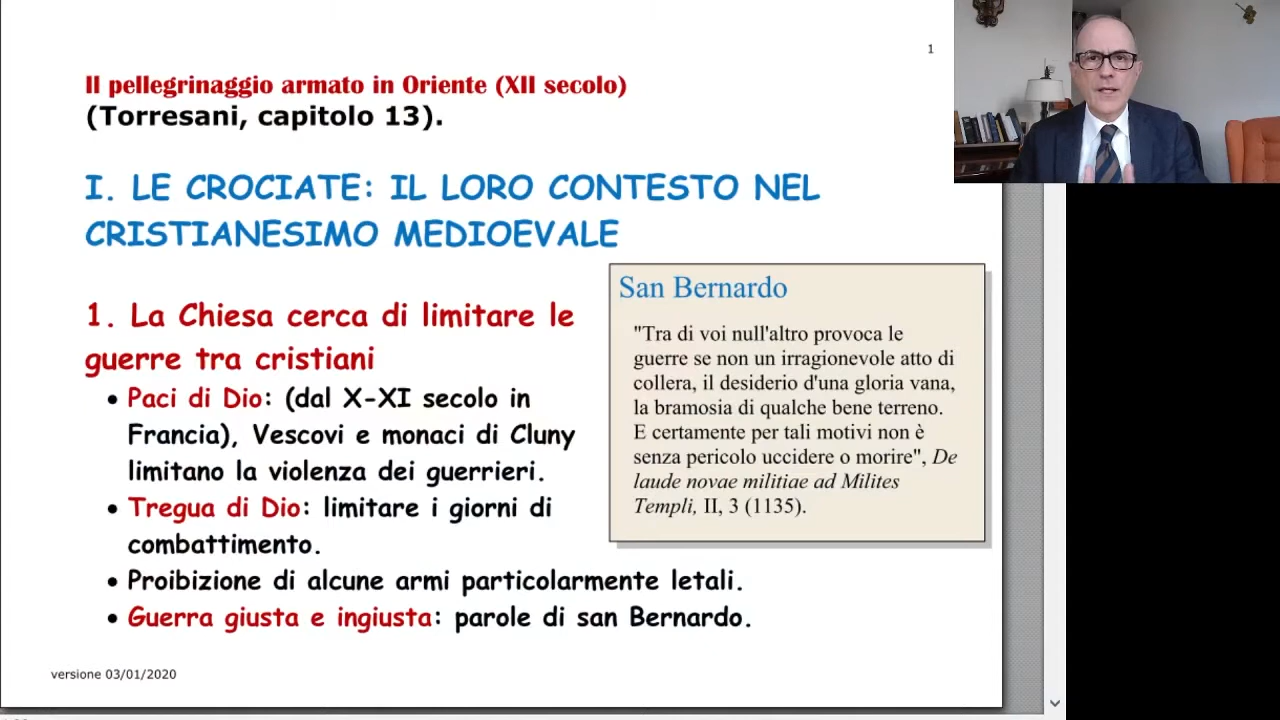 1
Il pellegrinaggio armato in Oriente (XII secolo)
(Torresani, capitolo 13).
I. LE CROCIATE: IL LORO CONTESTO NEL
CRISTIANESIMO MEDIOEVALE
1. La Chiesa cerca di limitare le
guerre tra cristiani
• Paci di Dio: (dal X-XI secolo in
Francia), Vescovi e monaci di Cluny
limitano la violenza dei guerrieri.
• Tregua di Dio: limitare i giorni di
combattimento.
• Proibizione di alcune armi particolarmente letali.
• Guerra giusta e ingiusta: parole di san Bernardo.
San Bernardo
"Tra di voi null'altro provoca le
guerre se non un irragionevole atto di
collera, il desiderio d'una gloria vana,
la bramosia di qualche bene terreno.
E certamente per tali motivi non è
senza pericolo uccidere o morire", De
laude novae militiae ad Milites
Templi, II, 3 (1135).
versione 03/01/2020